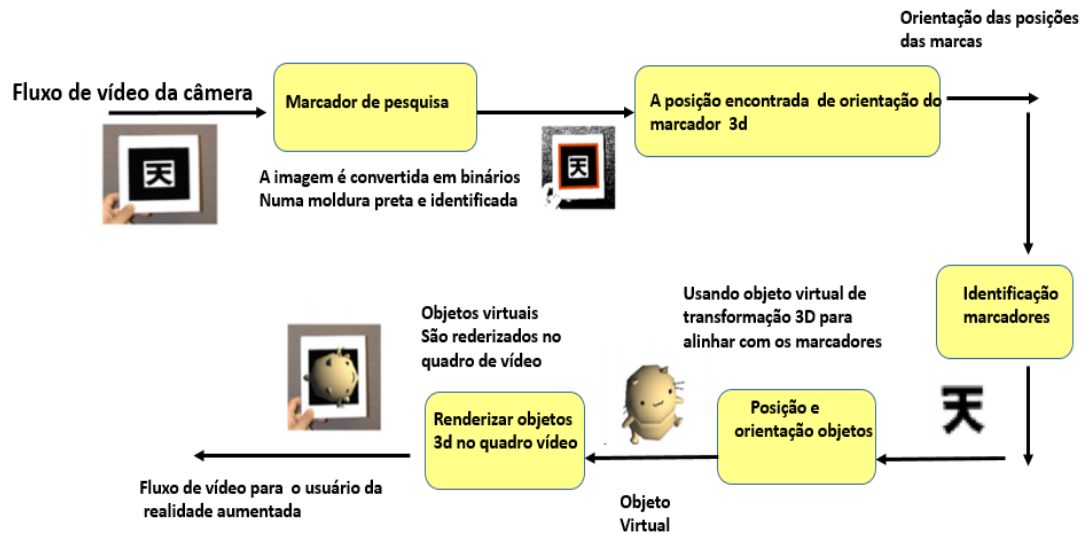 Orientação das posições
das marcas
Fluxo de vídeo da câmera
Marcador de pesquisa
A posição encontrada de orientação do
marcador 3d
天
天
A imagem é convertida em binários
Numa moldura preta e identificada
Identificação
marcadores
Usando objeto virtual de
transformação 3D para
alinhar com os marcadores
Objetos virtuais
São rederizados no
quadro de vídeo
天
Posição e
orientação objetos
Renderizar objetos
3d no quadro vídeo
Objeto
Virtual
Fluxo de vídeo para o usuário da
realidade aumentada